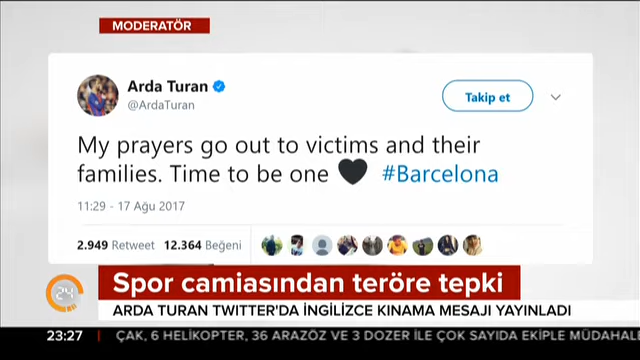 MODERATÖR
Arda Turan
@ArdaTuran
Takip et
My prayers go out to victims and their
families. Time to be one 🖤 #Barcelona
11:29 - 17 Ağu 2017
2.949 Retweet 12.364 Beğeni
Spor camiasından teröre tepki
24
ARDA TURAN TWITTER'DA İNGİLİZCE KINAMA MESAJI YAYINLADI
23:27 ÇAK, 6 HELİKOPTER, 36 ARAZÖZ VE 3 DOZER İLE ÇOK SAYIDA EKİPLE MÜDAHAL